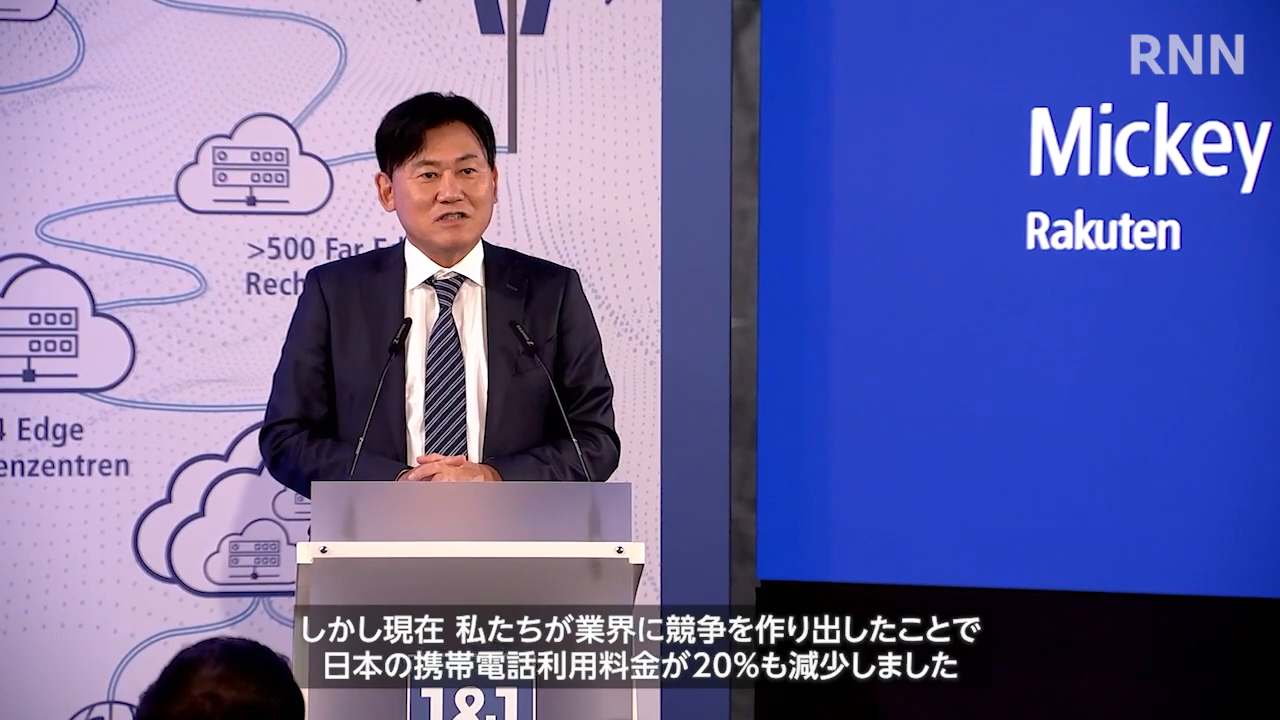 RNN
Mickey
Rakuten
>500 Far
Rech
4 Edge
enzentren
しかし現在 私たちが業界に競争を作り出したことで
日本の携帯電話利用料金が20%も減少しました
1&1